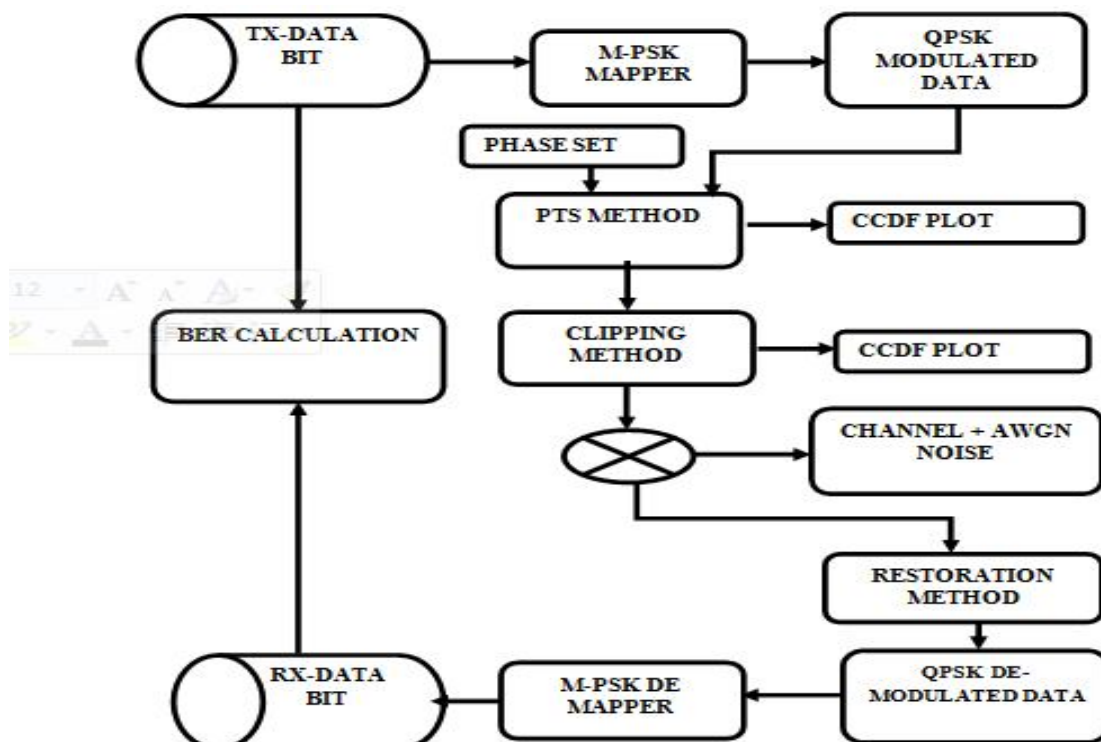 TX-DATA
BIT
M-PSK
MAPPER
QPSK
MODULATED
DATA
PHASE SET
PTS METHOD
CCDF PLOT
12
A
A
A
A
BER CALCULATION
CLIPPING
METHOD
CCDF PLOT
CHANNEL + AWGN
NOISE
RESTORATION
METHOD
RX-DATA
BIT
M-PSK DE
MAPPER
QPSK DE-
MODULATED DATA